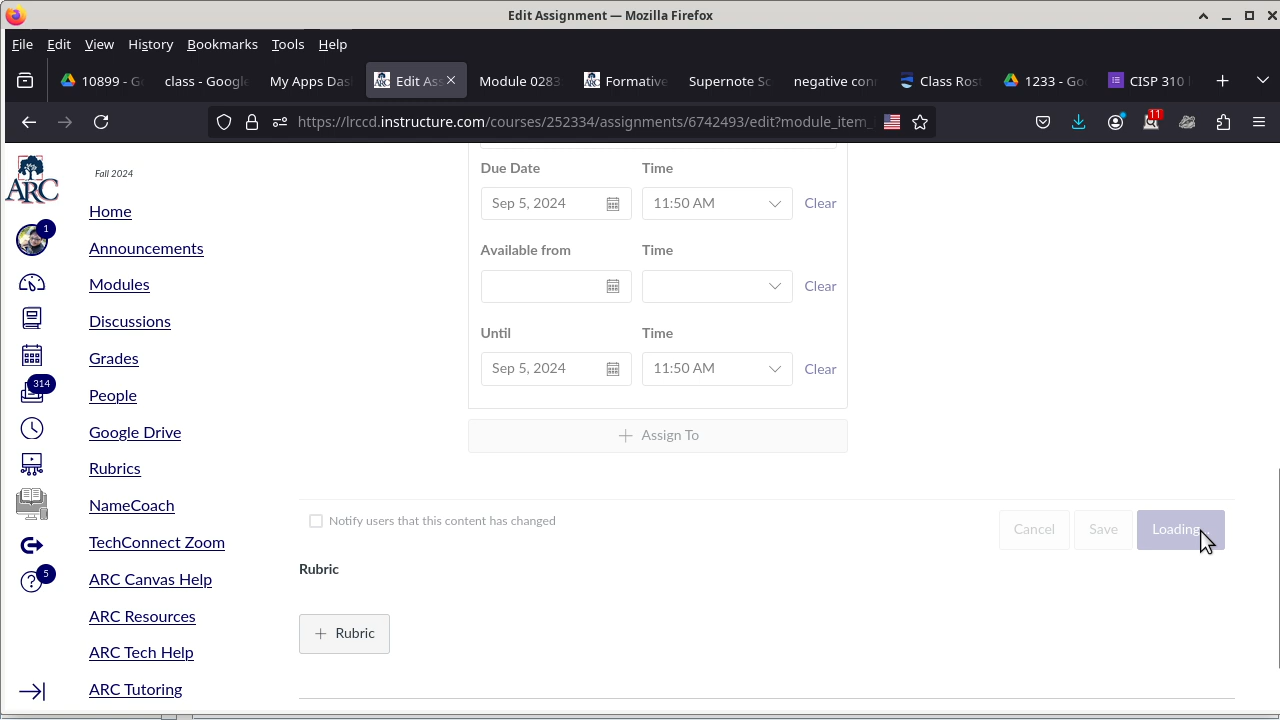 Edit Assignment — Mozilla Firefox
File Edit View History Bookmarks Tools Help
10899 - Go
class - Google
My Apps Das
Edit Ass
Module 0283
Formative
Supernote Sc
negative con
Class Ros
1233 - Goo
CISP 310
https://lrccd.instructure.com/courses/252334/assignments/6742493/edit?module_item_
11
ARC
Fall 2024
Home
1
Announcements
Modules
Discussions
Grades
314
People
Google Drive
Rubrics
NameCoach
TechConnect Zoom
5
ARC Canvas Help
ARC Resources
ARC Tech Help
ARC Tutoring
Due Date Time
Sep 5, 2024 11:50 AM Clear
Available from Time
Clear
Until Time
Sep 5, 2024 11:50 AM Clear
Assign To
Notify users that this content has changed
Cancel Save Loading
Rubric
Rubric